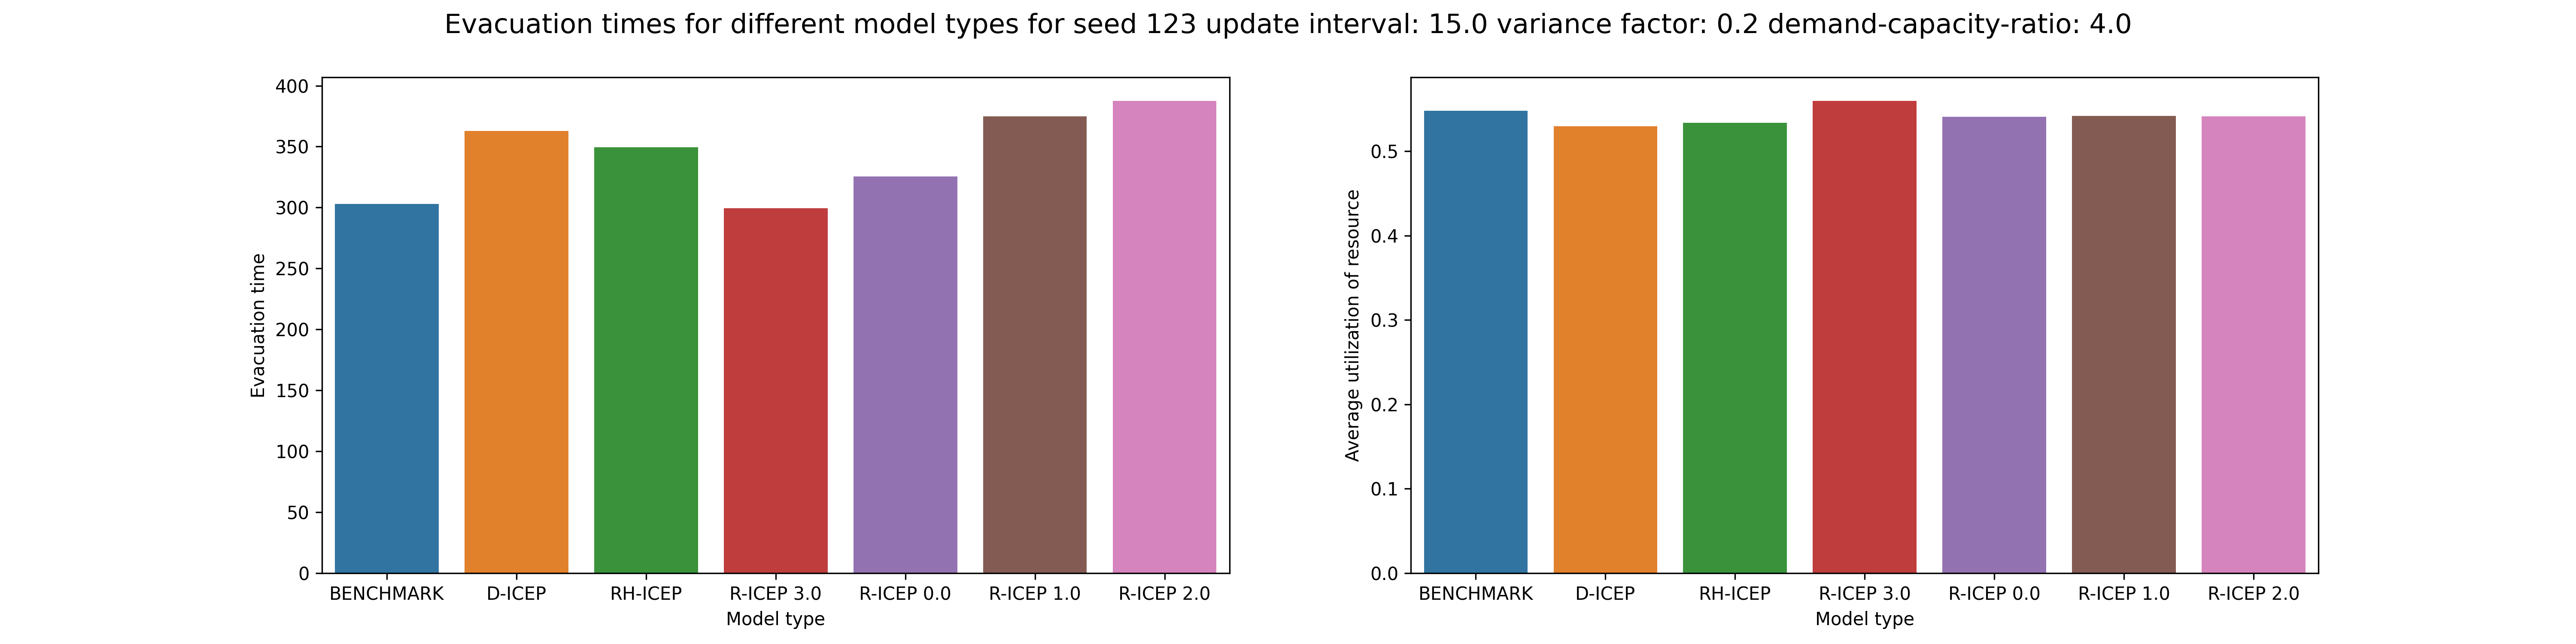 Evacuation times for different model types for seed 123 update interval: 15.0 variance factor: 0.2 demand-capacity-ratio: 4.0
Evacuation time
400
350
300
250
200
150
100
50
0
BENCHMARK D-ICEP RH-ICEP R-ICEP 3.0 R-ICEP 0.0 R-ICEP 1.0 R-ICEP 2.0
Model type
Average utilization of resource
0.5
0.4
0.3
0.2
0.1
0.0
BENCHMARK D-ICEP RH-ICEP R-ICEP 3.0 R-ICEP 0.0 R-ICEP 1.0 R-ICEP 2.0
Model type